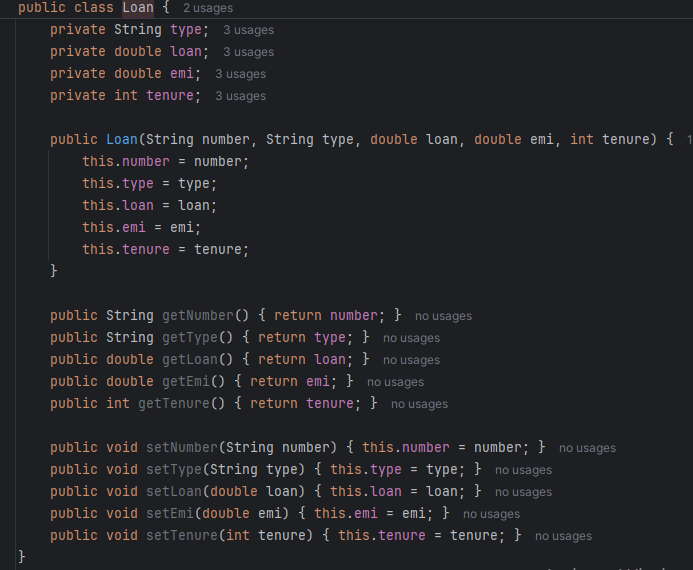 public class Loan { 2 usages
private String type; 3 usages
private double loan; 3 usages
private double emi; 3 usages
private int tenure; 3 usages
public Loan(String number, String type, double loan, double emi, int tenure) { 1
this.number = number;
this.type = type;
this.loan = loan;
this.emi = emi;
this.tenure = tenure;
}
public String getNumber() { return number; } no usages
public String getType() { return type; } no usages
public double getLoan() { return loan; } no usages
public double getEmi() { return emi; } no usages
public int getTenure() { return tenure; } no usages
public void setNumber(String number) { this.number = number; } no usages
public void setType(String type) { this.type = type; } no usages
public void setLoan(double loan) { this.loan = loan; } no usages
public void setEmi(double emi) { this.emi = emi; } no usages
public void setTenure(int tenure) { this.tenure = tenure; } no usages
}